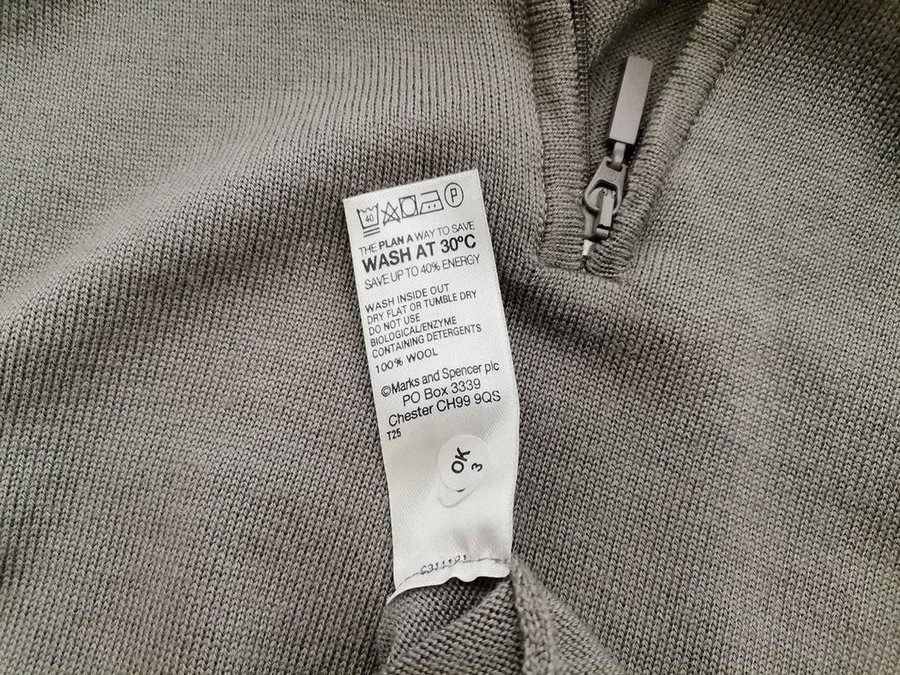 40 P
THE PLAN A WAY TO SAVE
WASH AT 30°C
SAVE UP TO 40% ENERGY
WASH INSIDE OUT
DRY FLAT OR TUMBLE DRY
DO NOT USE
BIOLOGICAL/ENZYME
CONTAINING DETERGENTS
100% WOOL
©Marks and Spencer plc
PO Box 3339
Chester CH99 9QS
T25
OK
3